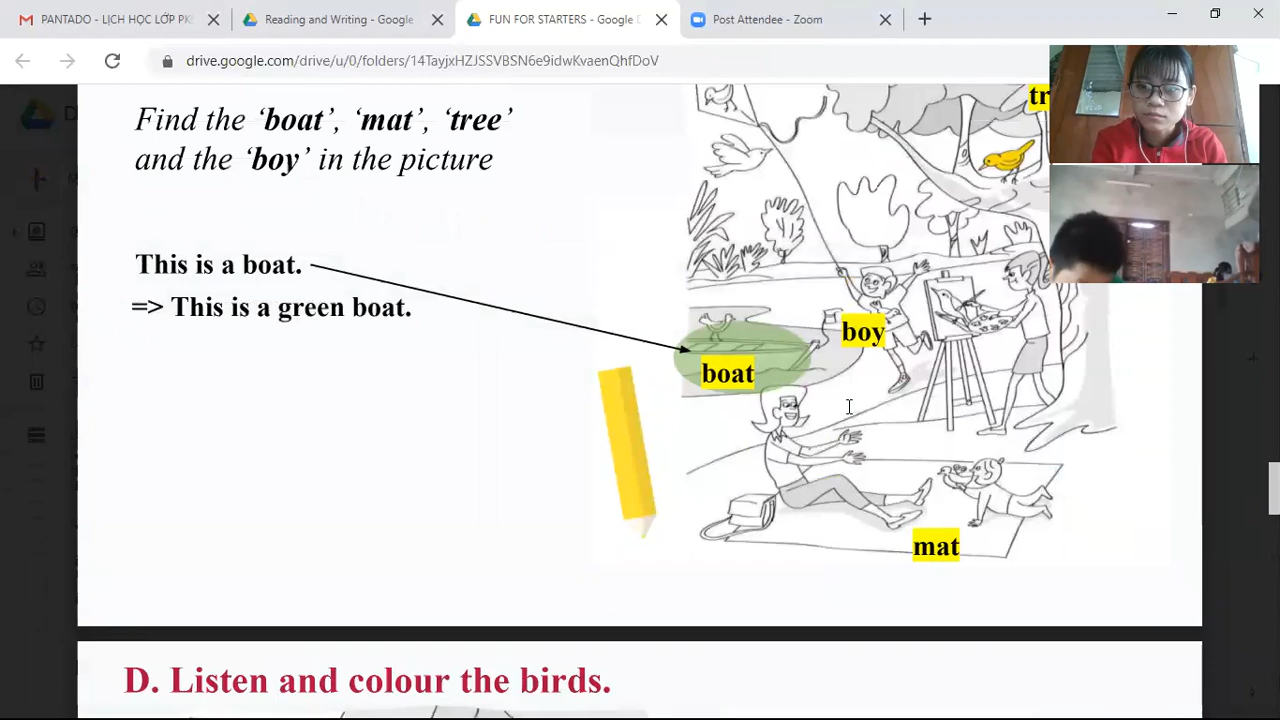 PANTADO - LỊCH HỌC LỚP PK
Reading and Writing - Google
FUN FOR STARTERS - Google D
Post Attendee - Zoom
drive.google.com/drive/u/0/folders/14TayjxHZJSSVBSN6e9idwKvaenQhfDoV
Find the ‘boat’, ‘mat’, ‘tree’
and the ‘boy’ in the picture
tr
This is a boat.
=> This is a green boat.
boy
boat
mat
D. Listen and colour the birds.